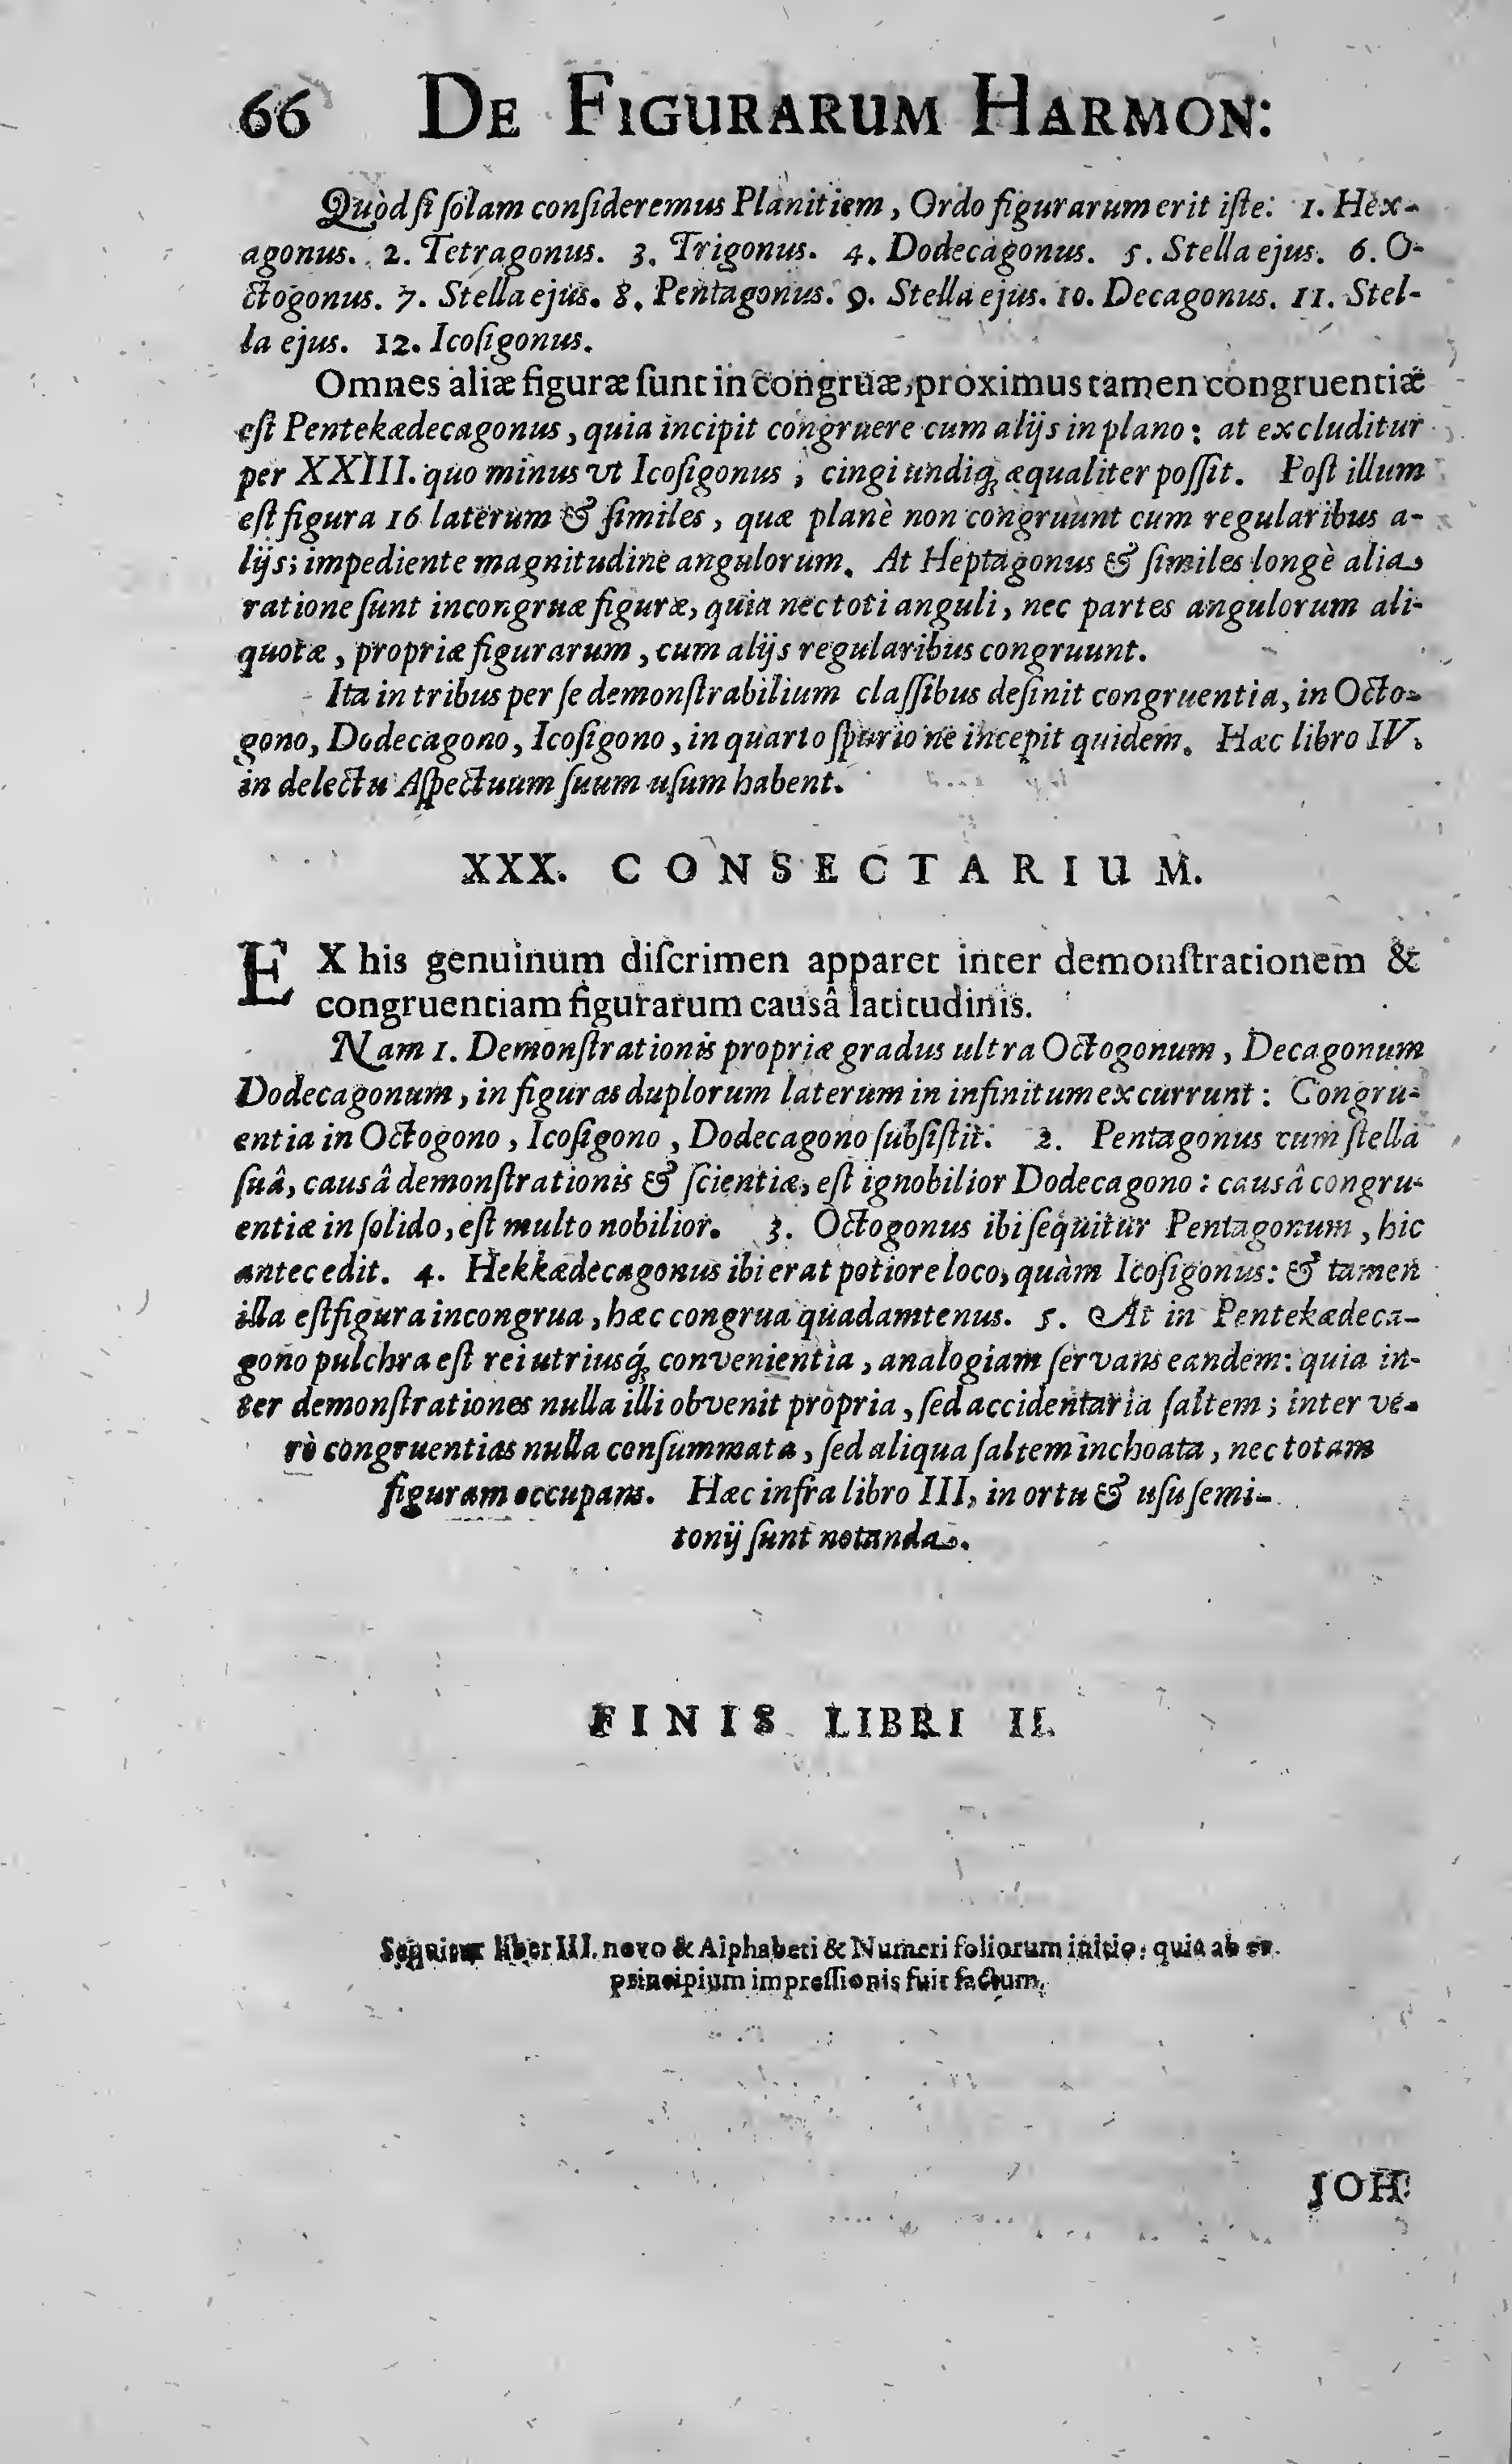 66 DE FIGURARUM HARMON:
Quòd ſi ſolam conſideremus Planitiem, Ordo figurarum erit iſte: 1. Hex-
agonus. 2. Tetragonus. 3. Trigonus. 4. Dodecagonus. 5. Stella ejus. 6. O-
ctogonus. 7. Stella ejus. 8. Pentagonus. 9. Stella ejus. 10. Decagonus. 11. Stel-
la ejus. 12. Icoſigonus.
Omnes aliæ figuræ ſunt incongruæ, proximus tamen congruentiæ
eſt Pentekædecagonus, quia incipit congruere cum alijs in plano: at excluditur
per XXIII. quo minus ut Icoſigonus, cingi undiq; æqualiter poſſit. Poſt illum
eſt figura 16 laterum & ſimiles, quæ planè non congruunt cum regularibus a-
lijs; impediente magnitudine angulorum. At Heptagonus & ſimiles longè alia
ratione ſunt incongruæ figuræ, quia nec toti anguli, nec partes angulorum ali-
quotæ, propriæ figurarum, cum alijs regularibus congruunt.
Ita in tribus per ſe demonſtrabilium claſſibus deſinit congruentia, in Octo-
gono, Dodecagono, Icoſigono, in quarto ſpurio ne incepit quidem. Hæc libro IV.
in delectu Aſpectuum ſuum uſum habent.
XXX. CONSECTARIUM.
EX his genuinum diſcrimen apparet inter demonſtrationem &
congruentiam figurarum causâ latitudinis.
Nam 1. Demonſtrationis propriæ gradus ultra Octogonum, Decagonum
Dodecagonum, in figuras duplorum laterum in infinitum excurrunt: Congru-
entia in Octogono, Icoſigono, Dodecagono ſubſiſtit. 2. Pentagonus cum ſtella
ſuâ, causâ demonſtrationis & ſcientiæ, eſt ignobilior Dodecagono: causâ congru-
entiæ in ſolido, eſt multo nobilior. 3. Octogonus ibi ſequitur Pentagonum, hic
antecedit. 4. Hekkædecagonus ibi erat potiore loco, quàm Icoſigonus: & tamen
illa eſt figura incongrua, hæc congrua quadamtenus. 5. At in Pentekædeca-
gono pulchra eſt rei utriusq; convenientia, analogiam ſervans eandem: quia in-
ter demonſtrationes nulla illi obvenit propria, ſed accidentaria ſaltem; inter ve-
rò congruentias nulla conſummata, ſed aliqua ſaltem inchoata, nec totam
figuram occupans. Hæc infra libro III, in ortu & uſu ſemi-
tonij ſunt notanda.
FINIS LIBRI II.
Sequitur liber III. novo & Alphabeti & Numeri foliorum initio: quia ab eo
principium impreſſionis fuit factum.
JOH.